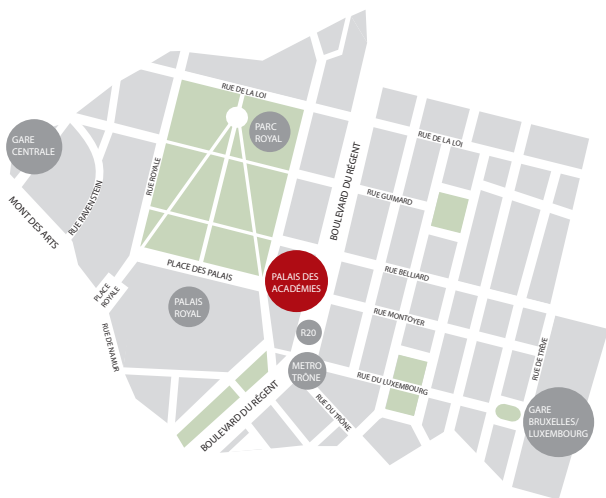 RUE DE LA LOI
GARE
CENTRALE
PARC
ROYAL
RUE DE LA LOI
BOULEVARD DU RÉGENT
RUE ROYALE
RUE RAVENSTEIN
MONT DES ARTS
RUE GUIMARD
PLACE DES PALAIS
PALAIS DES
ACADÉMIES
RUE BELLIARD
PLACE
ROYALE
PALAIS
ROYAL
RUE MONTOYER
R20
RUE DE NAMUR
METRO
TRÔNE
RUE DE TRÊVE
RUE DU LUXEMBOURG
BOULEVARD DU RÉGENT
RUE DU TRÔNE
GARE
BRUXELLES/
LUXEMBOURG